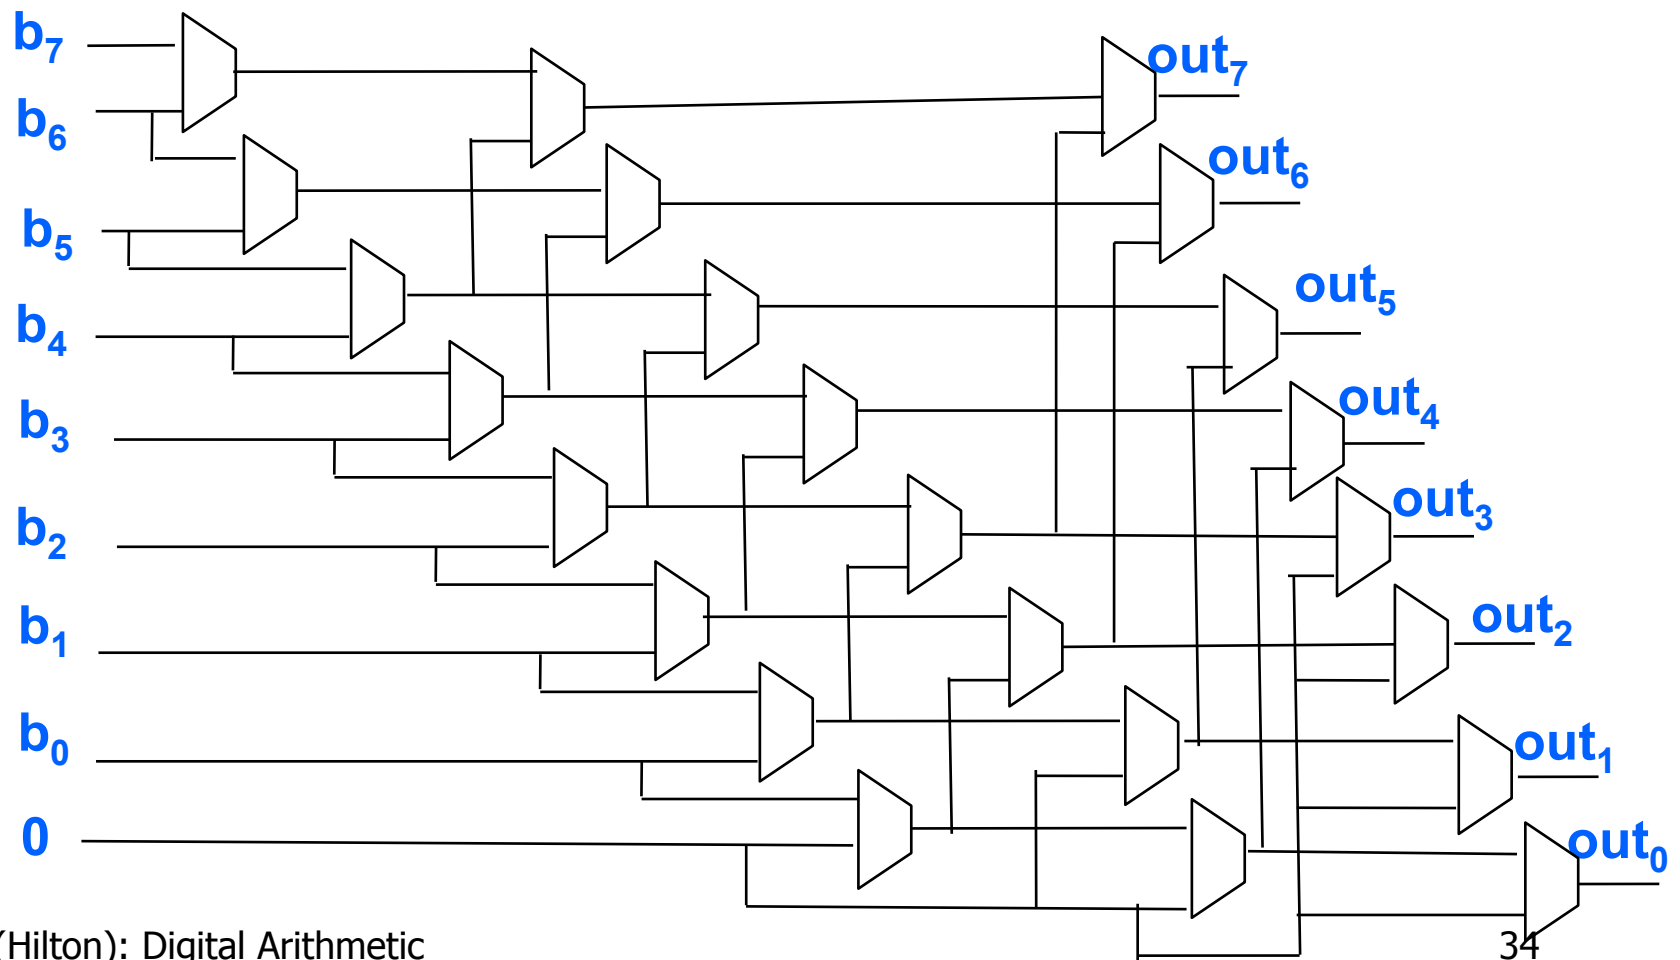 b7
out7
b6
out6
b5
out5
b4
out4
b3
out3
b2
out2
b1
out1
b0
0
out0
(Hilton): Digital Arithmetic
34